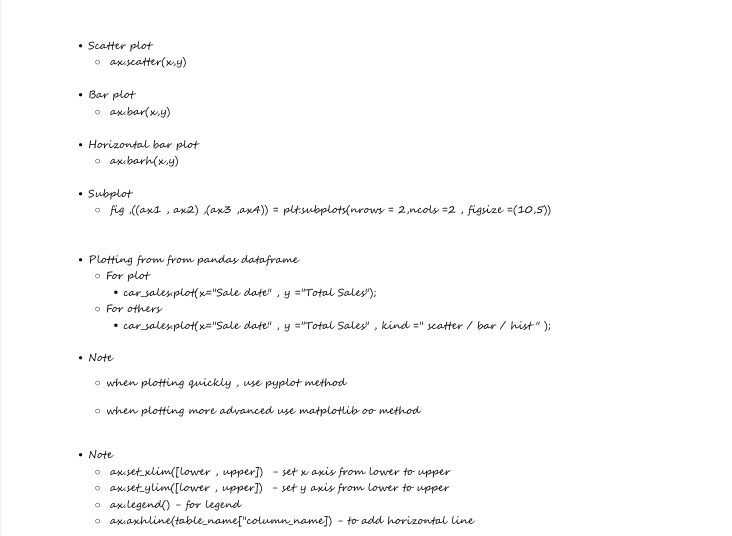 • Scatter plot
○ ax.scatter(x,y)
• Bar plot
○ ax.bar(x,y)
• Horizontal bar plot
○ ax.barh(x,y)
• Subplot
○ fig ,((ax1 , ax2) ,(ax3 ,ax4)) = plt.subplots(nrows = 2,ncols =2 , figsize =(10,5))
• Plotting from from pandas dataframe
○ For plot
▪ car_sales.plot(x="Sale date" , y ="Total Sales");
○ For others
▪ car_sales.plot(x="Sale date" , y ="Total Sales" , kind =" scatter / bar / hist " );
• Note
○ when plotting quickly , use pyplot method
○ when plotting more advanced use matplotlib oo method
• Note
○ ax.set_xlim([lower , upper]) - set x axis from lower to upper
○ ax.set_ylim([lower , upper]) - set y axis from lower to upper
○ ax.legend() - for legend
○ ax.axhline(table_name["column_name]) - to add horizontal line